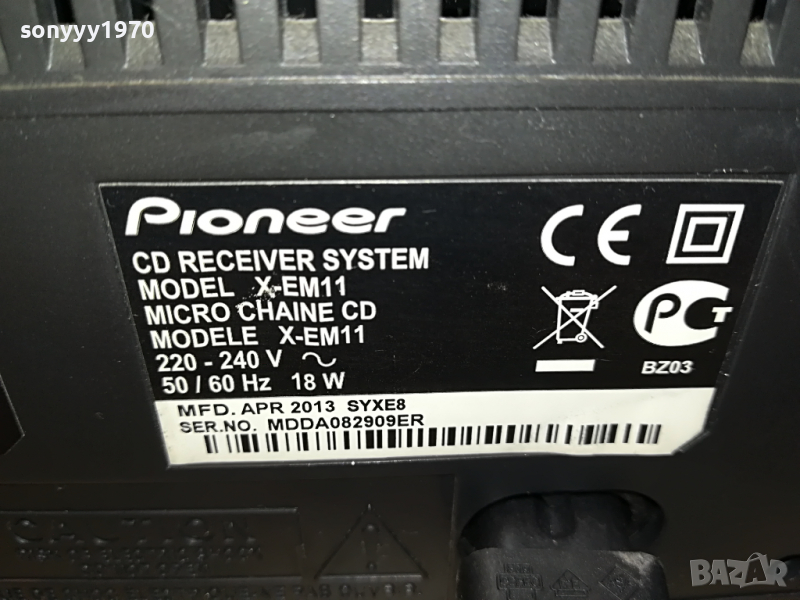 sonyyy1970
Pioneer
CD RECEIVER SYSTEM
MODEL X-EM11
MICRO CHAINE CD
MODELE X-EM11
220 - 240 V ~
50 / 60 Hz 18 W
CE
PCT
BZ03
MFD. APR 2013 SYXE8
SER.NO. MDDA082909ER
CAUTION
BAZAR